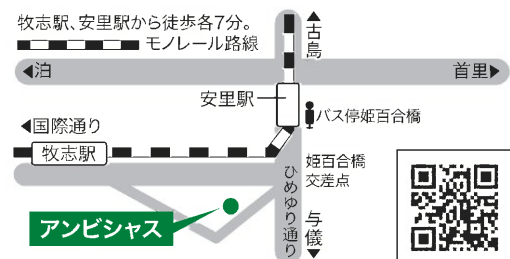 牧志駅、安里駅から徒歩各7分。
モノレール路線
▲古島
◀泊
首里▶
安里駅
バス停姫百合橋
◀国際通り
牧志駅
姫百合橋
交差点
ひめゆり通り
与儀▼
アンビシャス